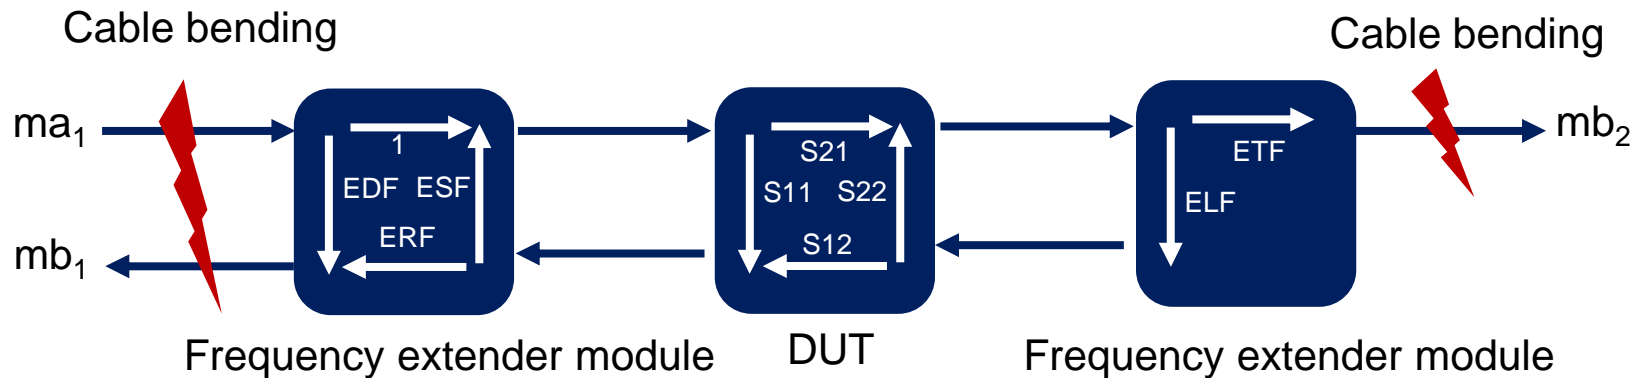 Cable bending
Cable bending
ma₁
mb₁
mb₂
1
EDF
ESF
ERF
S21
S11
S22
S12
ETF
ELF
Frequency extender module
DUT
Frequency extender module